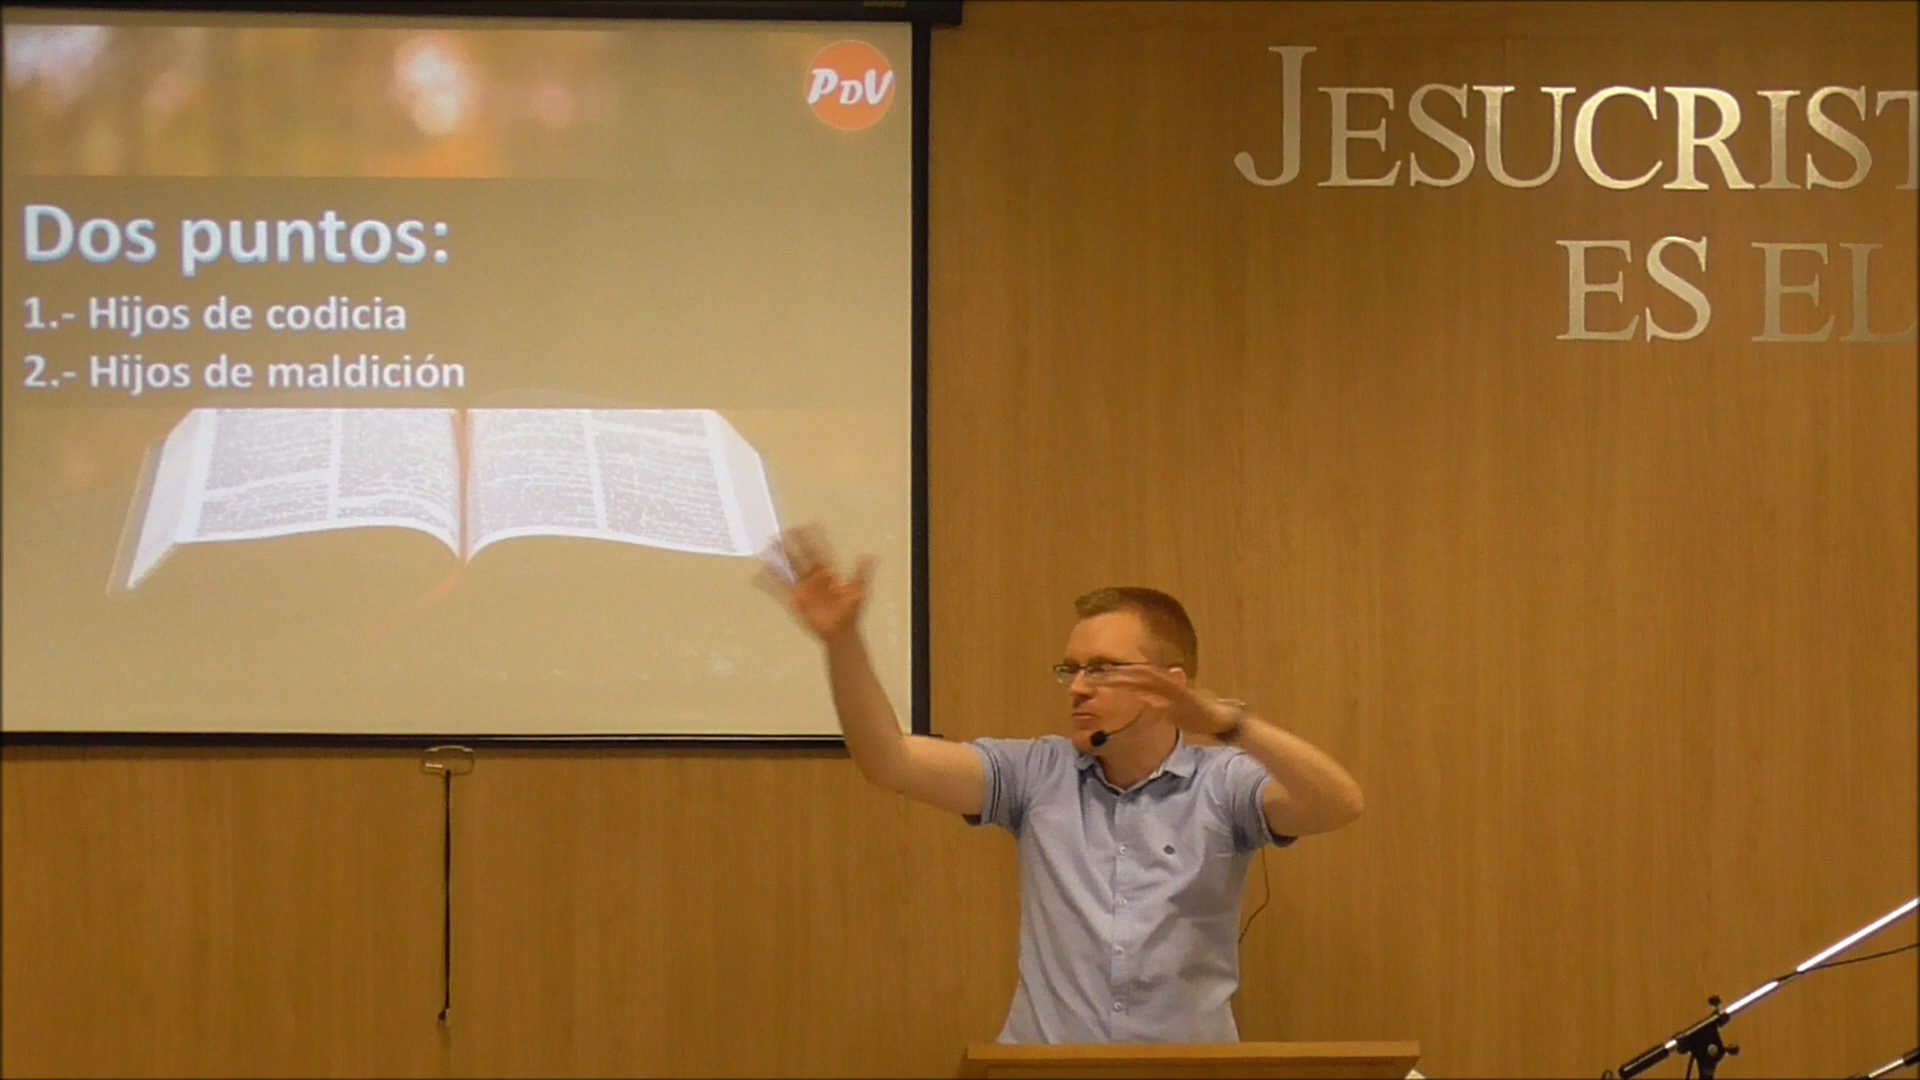 PDV
Dos puntos:
1.- Hijos de codicia
2.- Hijos de maldición
JESUCRIST
ES EL